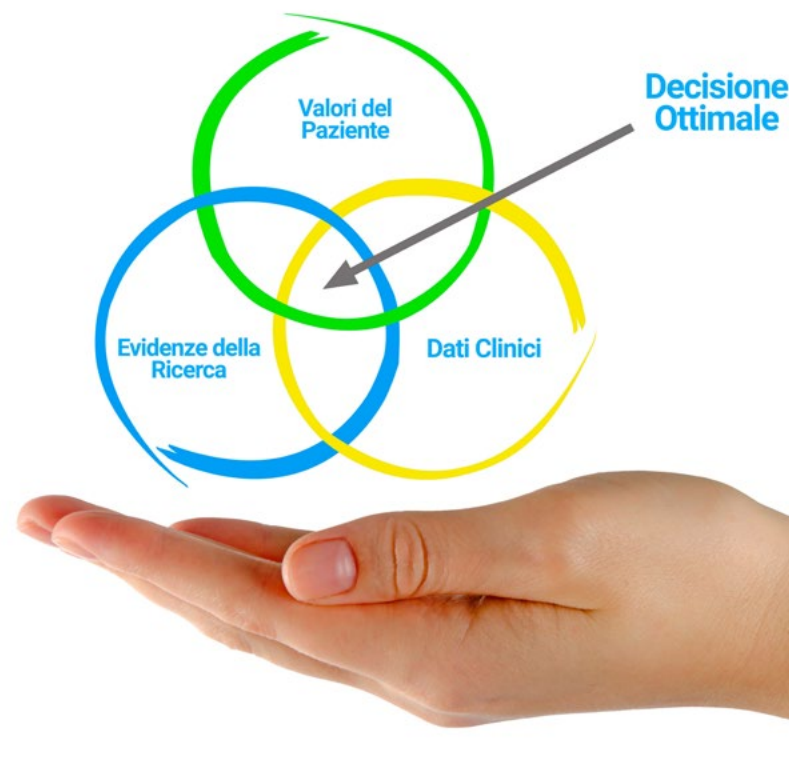 Valori del
Paziente
Decisione
Ottimale
Evidenze della
Ricerca
Dati Clinici